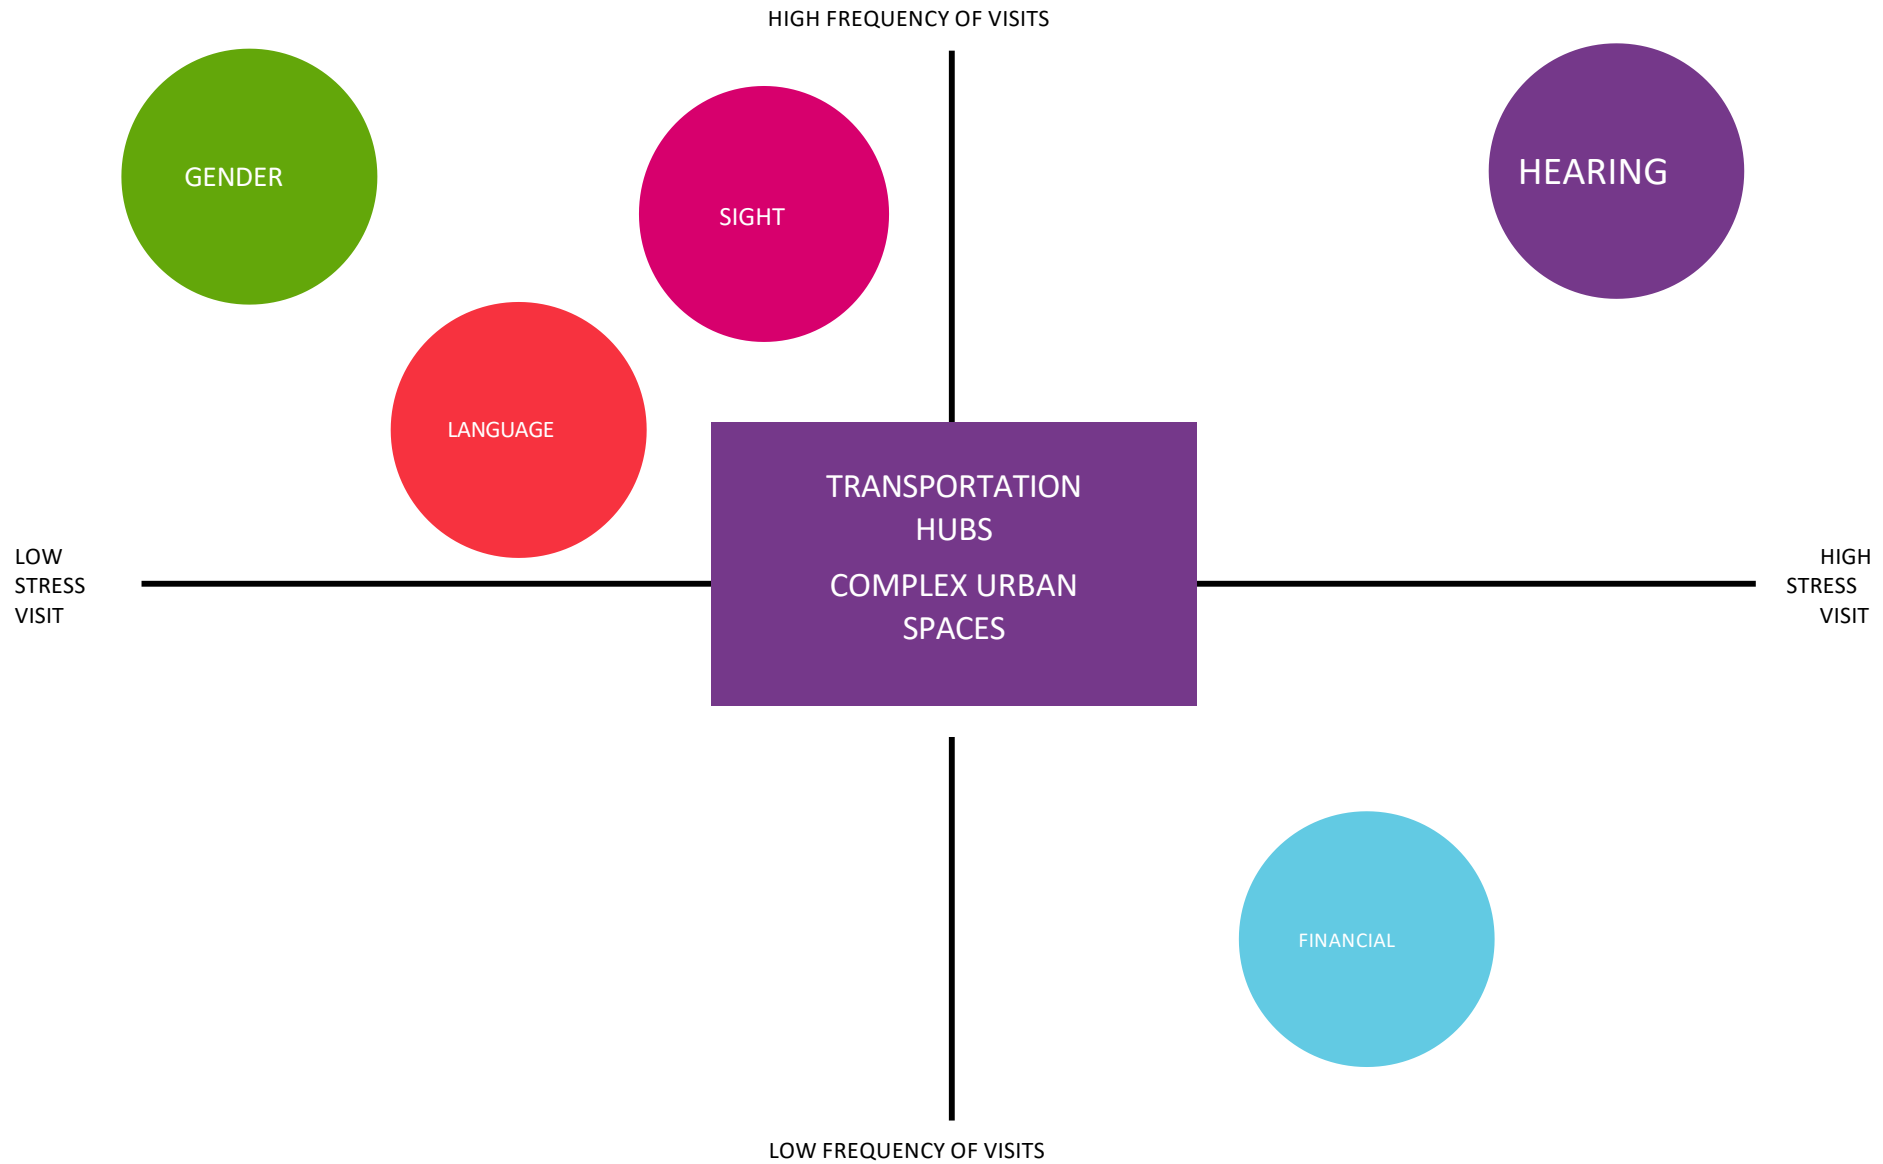 HIGH FREQUENCY OF VISITS
GENDER
SIGHT
HEARING
LANGUAGE
TRANSPORTATION
HUBS
COMPLEX URBAN
SPACES
LOW
STRESS
VISIT
HIGH
STRESS
VISIT
FINANCIAL
LOW FREQUENCY OF VISITS